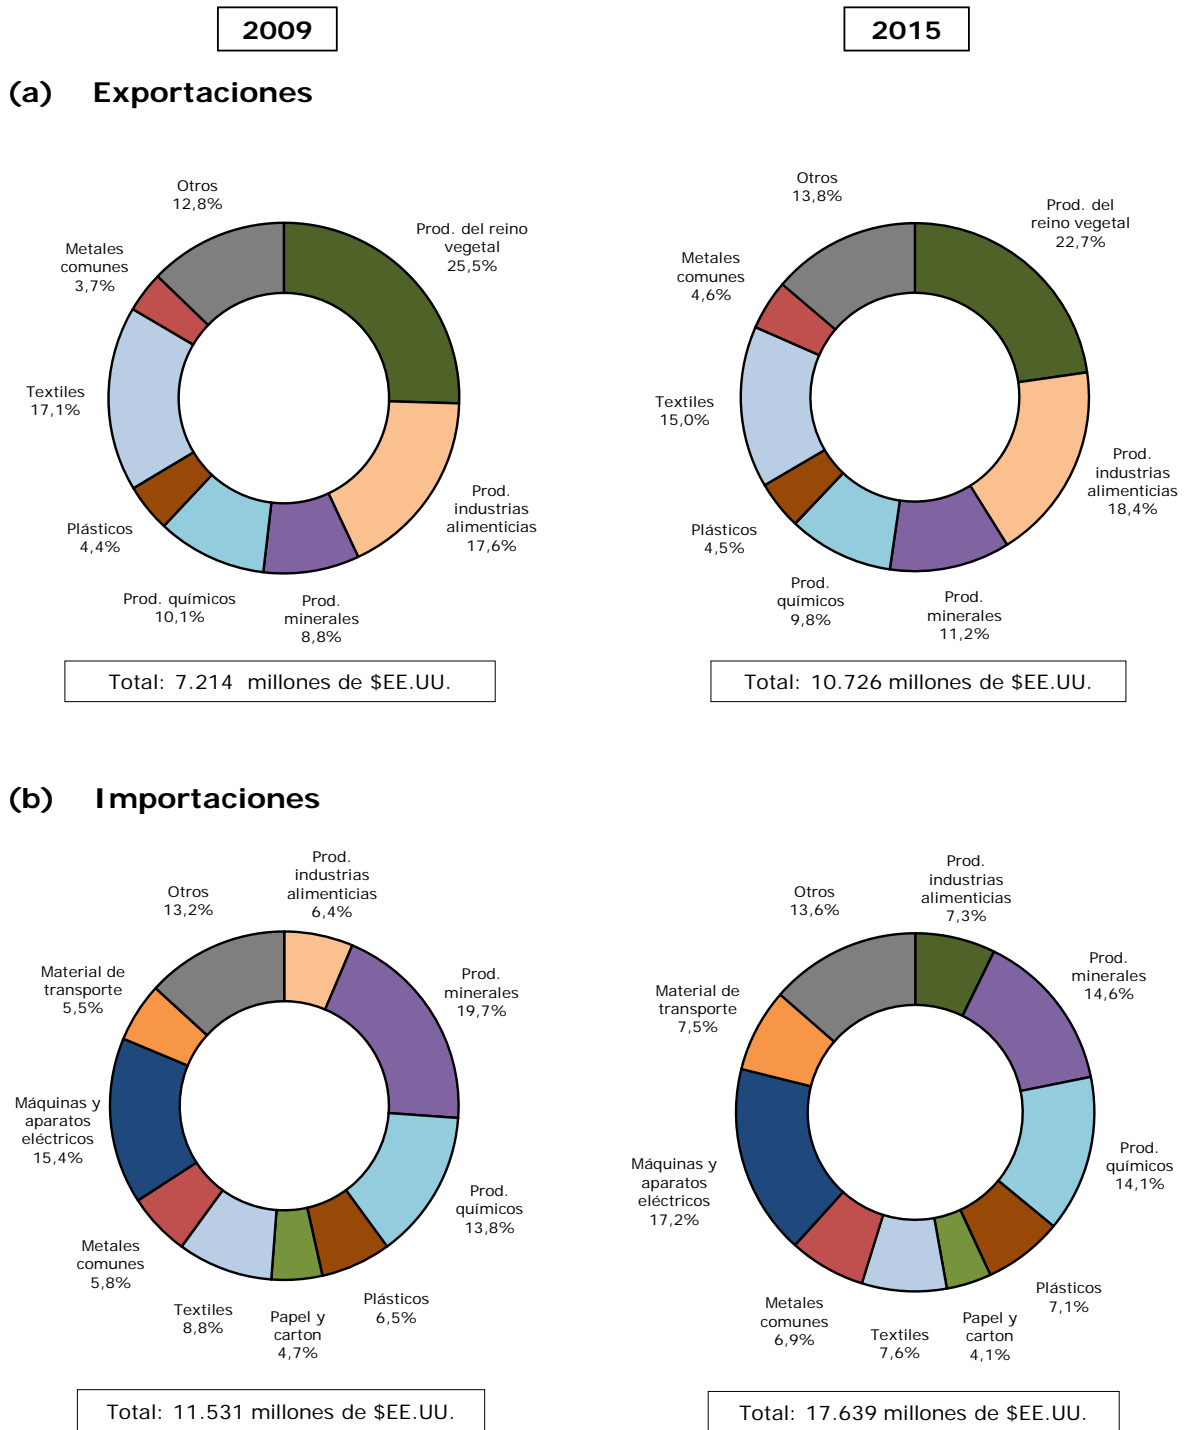 2009
2015
(a) Exportaciones
Otros
12,8%
Prod. del reino
vegetal
25,5%
Prod.
industrias
alimenticias
17,6%
Prod.
minerales
8,8%
Prod. químicos
10,1%
Plásticos
4,4%
Textiles
17,1%
Metales
comunes
3,7%
Total: 7.214 millones de $EE.UU.
Otros
13,8%
Prod. del
reino vegetal
22,7%
Prod.
industrias
alimenticias
18,4%
Prod.
minerales
11,2%
Prod.
químicos
9,8%
Plásticos
4,5%
Textiles
15,0%
Metales
comunes
4,6%
Total: 10.726 millones de $EE.UU.
(b) Importaciones
Otros
13,2%
Prod.
industrias
alimenticias
6,4%
Prod.
minerales
19,7%
Prod.
químicos
13,8%
Plásticos
6,5%
Papel y
carton
4,7%
Textiles
8,8%
Metales
comunes
5,8%
Máquinas y
aparatos
eléctricos
15,4%
Material de
transporte
5,5%
Total: 11.531 millones de $EE.UU.
Otros
13,6%
Prod.
industrias
alimenticias
7,3%
Prod.
minerales
14,6%
Prod.
químicos
14,1%
Plásticos
7,1%
Papel y
carton
4,1%
Textiles
7,6%
Metales
comunes
6,9%
Máquinas y
aparatos
eléctricos
17,2%
Material de
transporte
7,5%
Total: 17.639 millones de $EE.UU.